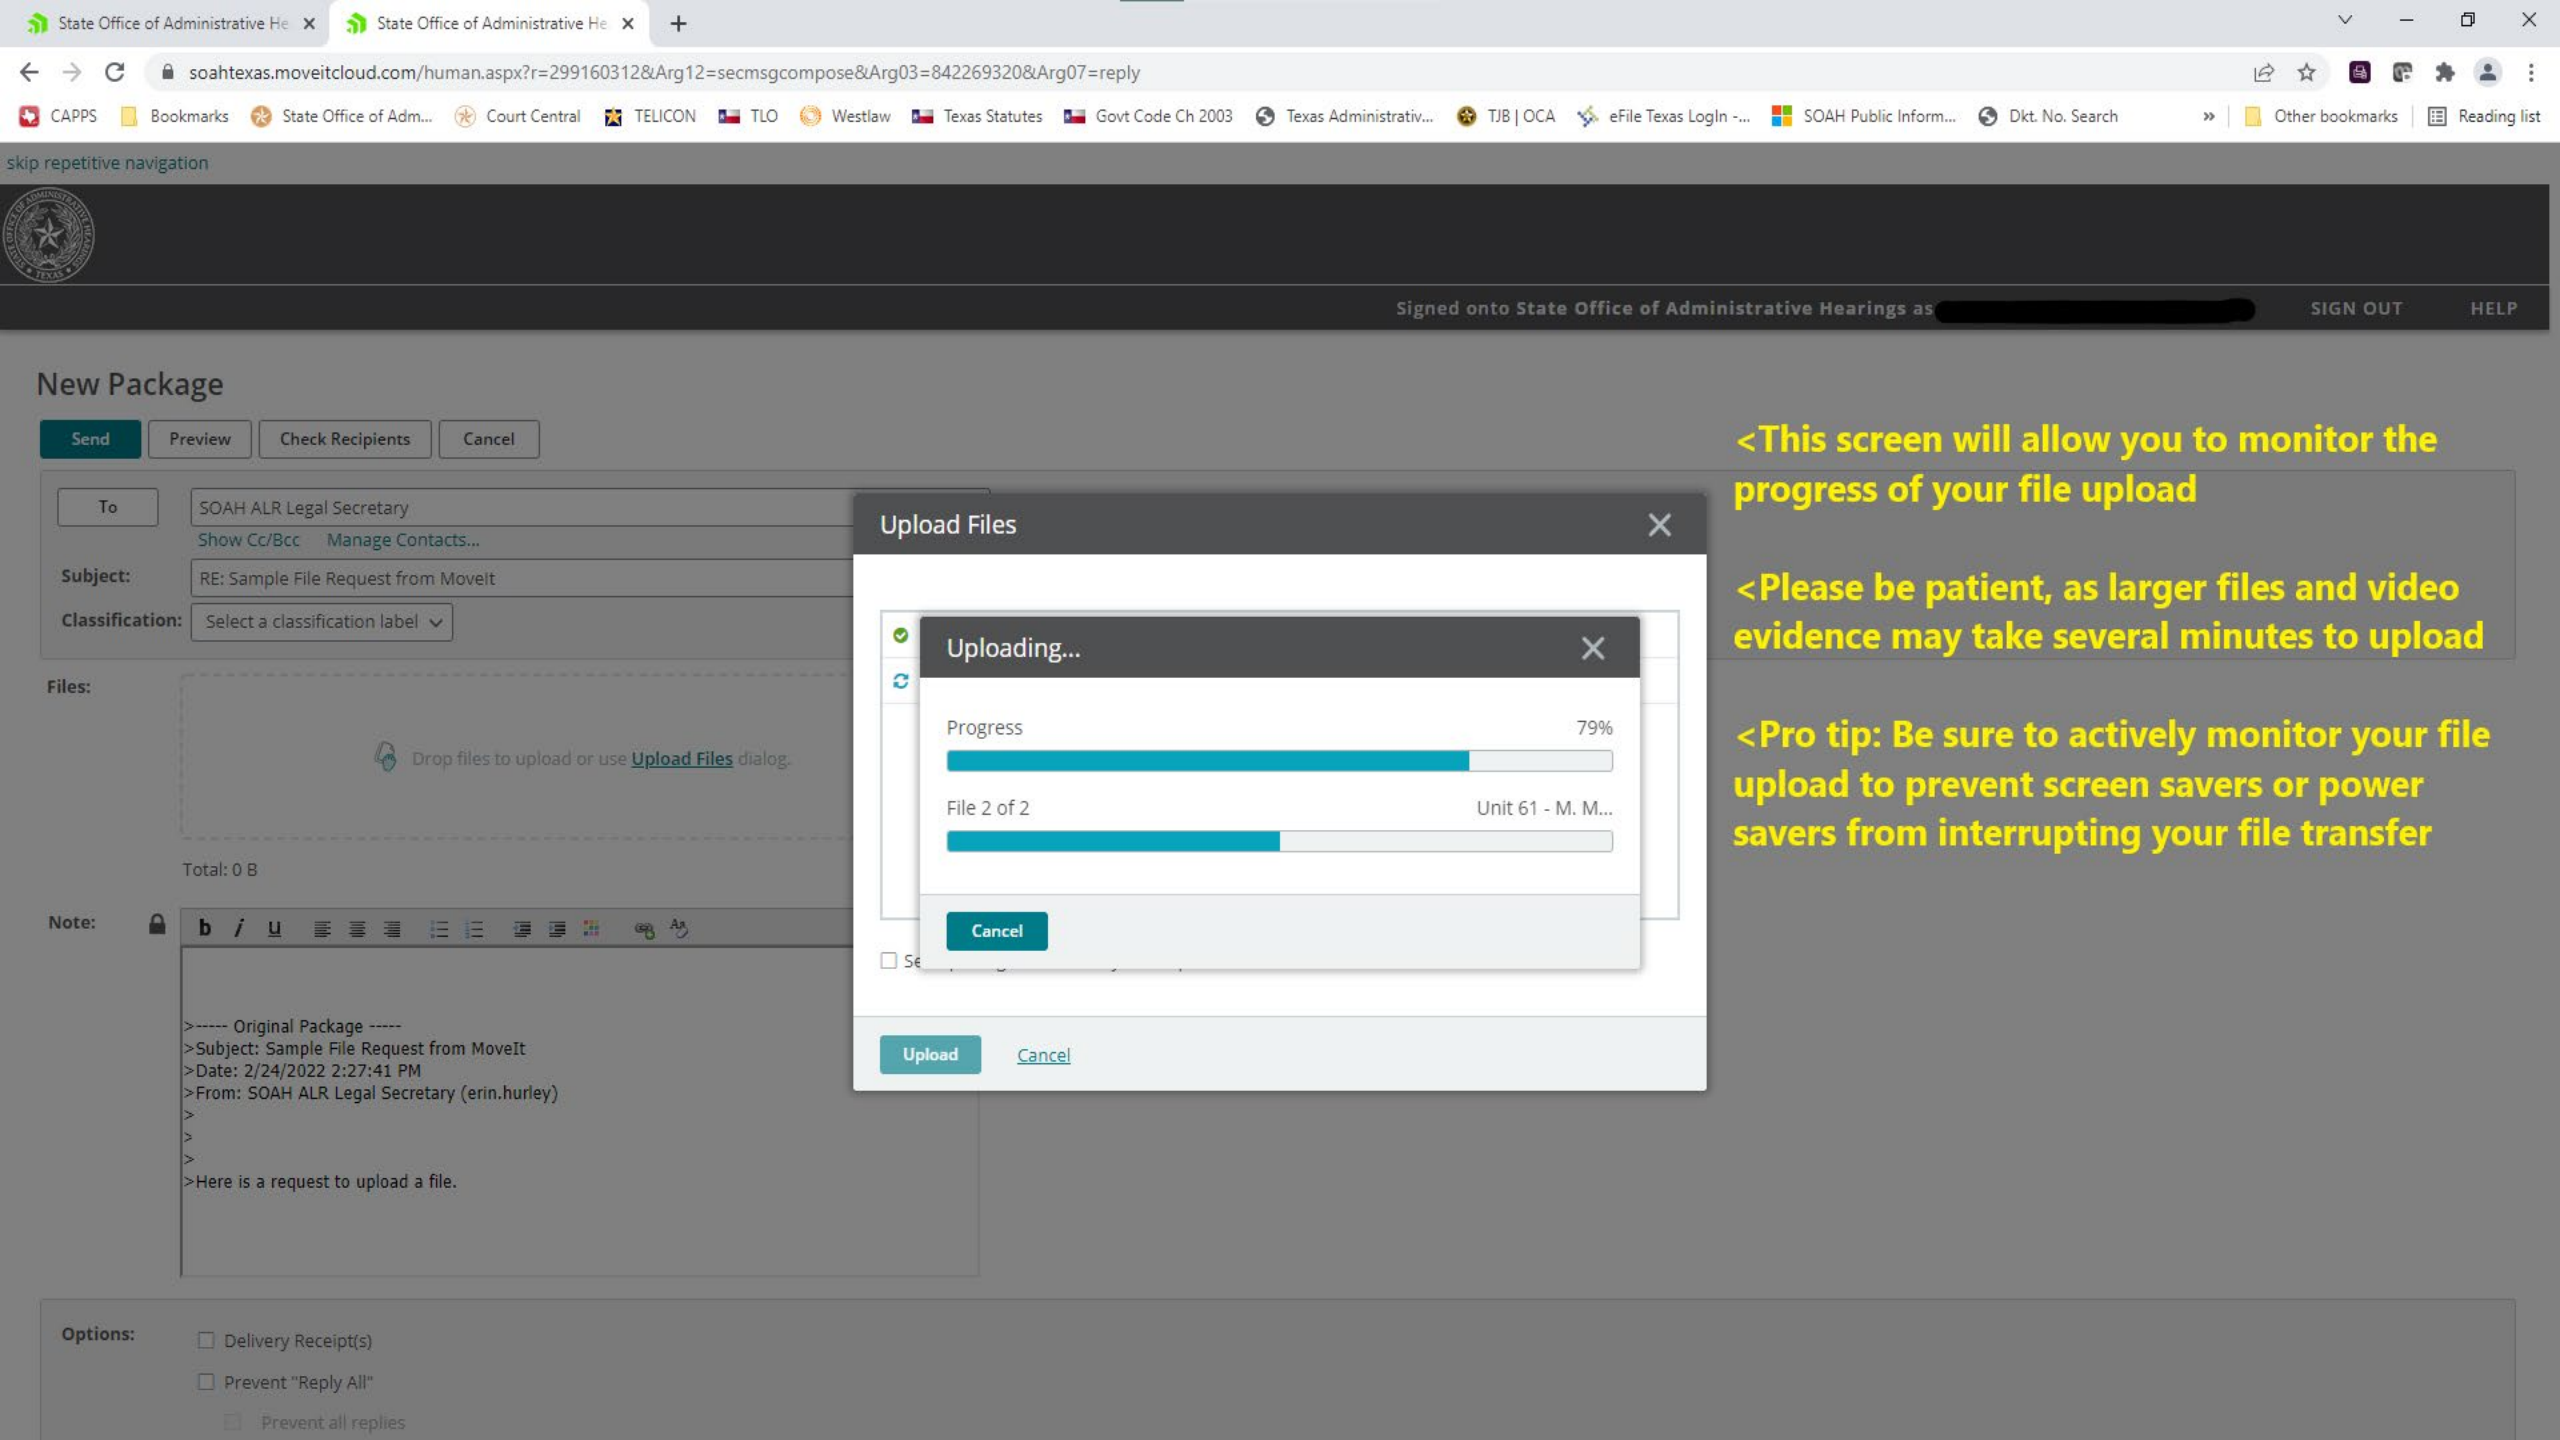 State Office of Administrative He
State Office of Administrative He
soahtexas.moveitcloud.com/human.aspx?r=299160312&Arg12=secmsgcompose&Arg03=842269320&Arg07=reply
CAPPS Bookmarks State Office of Adm... Court Central TELICON TLO Westlaw Texas Statutes Govt Code Ch 2003 Texas Administrativ... TJB | OCA eFile Texas LogIn -... SOAH Public Inform... Dkt. No. Search » Other bookmarks Reading list
skip repetitive navigation
STATE OFFICE OF ADMINISTRATIVE HEARINGS
TEXAS
Signed onto State Office of Administrative Hearings as
SIGN OUT HELP
New Package
Send Preview Check Recipients Cancel
To SOAH ALR Legal Secretary
Show Cc/Bcc Manage Contacts...
Subject: RE: Sample File Request from MoveIt
Classification: Select a classification label
Files:
Drop files to upload or use Upload Files dialog.
Total: 0 B
Note: b i u
>----- Original Package -----
>Subject: Sample File Request from MoveIt
>Date: 2/24/2022 2:27:41 PM
>From: SOAH ALR Legal Secretary (erin.hurley)
>
>
>
>Here is a request to upload a file.
Options:
Delivery Receipt(s)
Prevent "Reply All"
Prevent all replies
Upload Files
Uploading...
Progress 79%
File 2 of 2 Unit 61 - M. M...
Cancel
Upload Cancel
<This screen will allow you to monitor the
progress of your file upload
<Please be patient, as larger files and video
evidence may take several minutes to upload
<Pro tip: Be sure to actively monitor your file
upload to prevent screen savers or power
savers from interrupting your file transfer